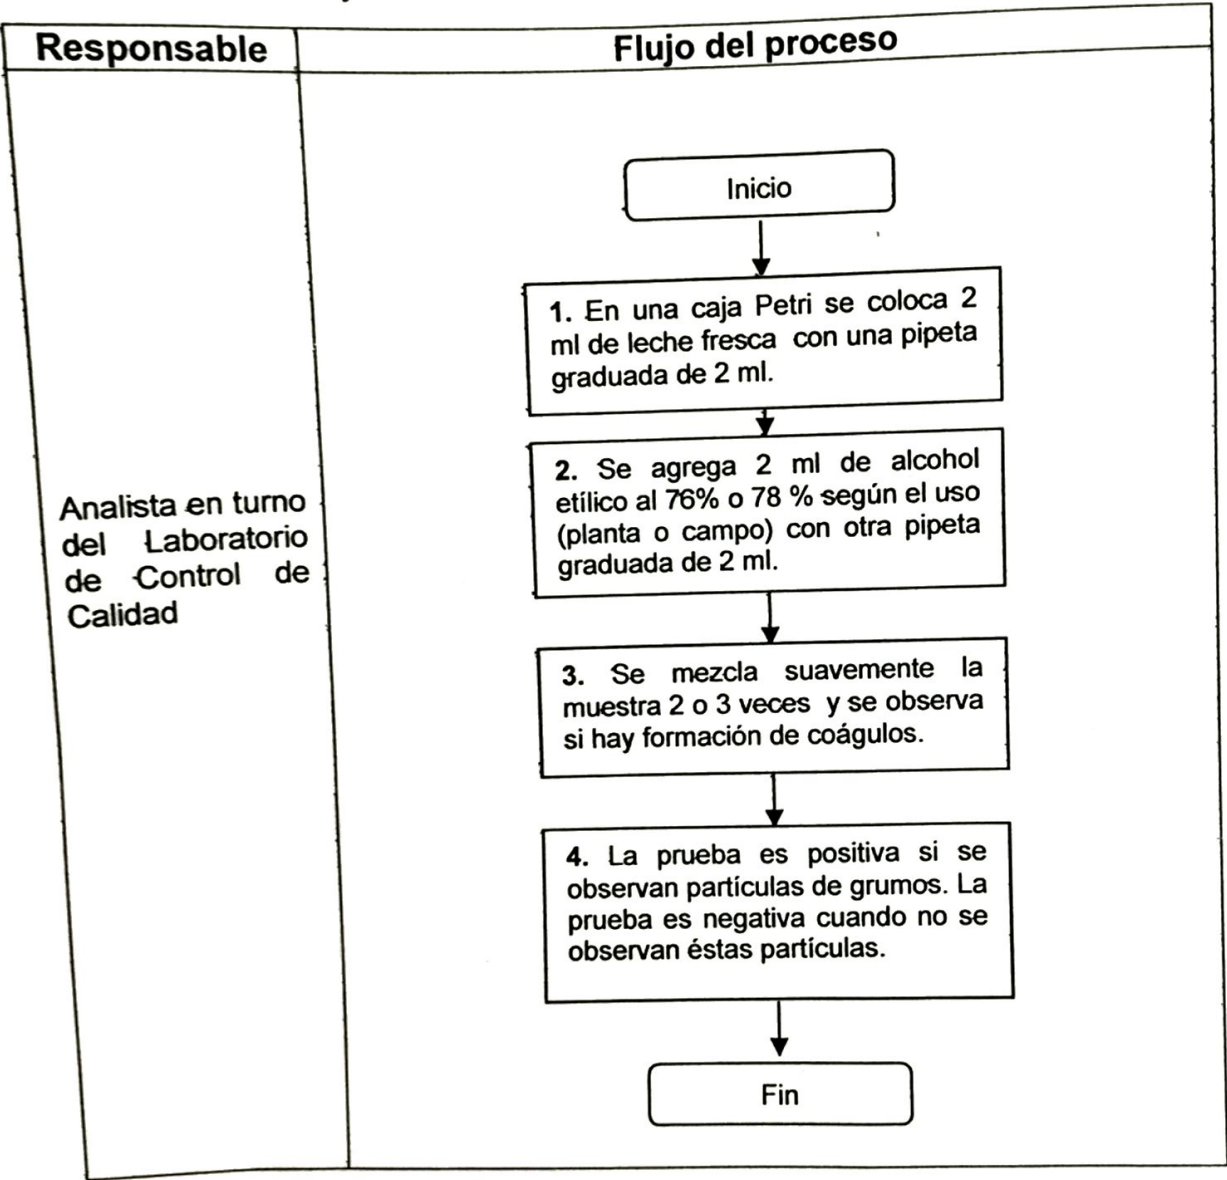 Responsable
Flujo del proceso
Analista en turno
del Laboratorio
de Control de
Calidad
Inicio
1. En una caja Petri se coloca 2
ml de leche fresca con una pipeta
graduada de 2 ml.
2. Se agrega 2 ml de alcohol
etílico al 76% o 78 % según el uso
(planta o campo) con otra pipeta
graduada de 2 ml.
3. Se mezcla suavemente la
muestra 2 o 3 veces y se observa
si hay formación de coágulos.
4. La prueba es positiva si se
observan partículas de grumos. La
prueba es negativa cuando no se
observan éstas partículas.
Fin